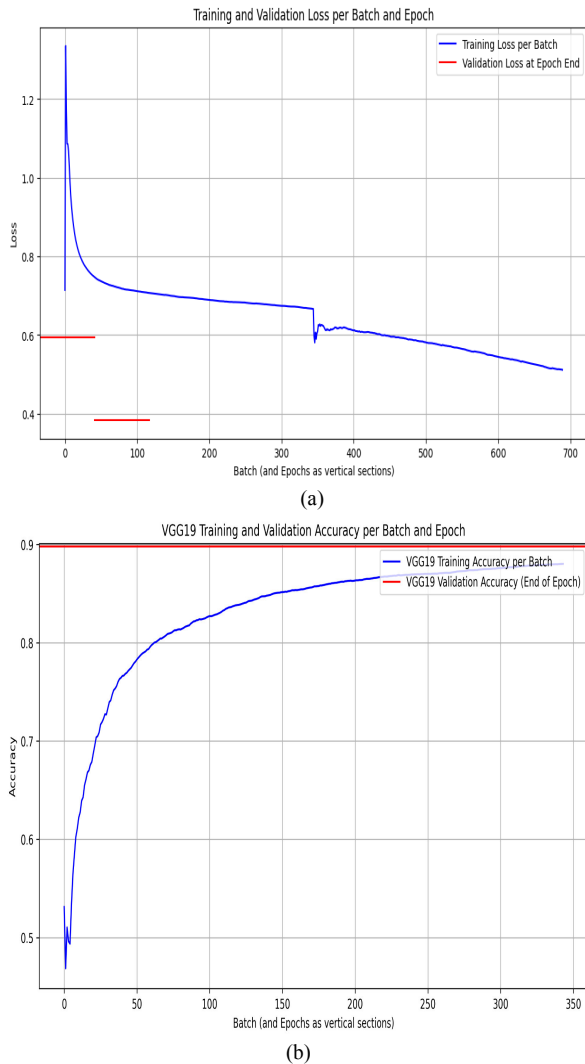 Training and Validation Loss per Batch and Epoch
Training Loss per Batch
Validation Loss at Epoch End
1.2
1.0
0.8
0.6
0.4
Loss
0 100 200 300 400 500 600 700
Batch (and Epochs as vertical sections)
(a)
VGG19 Training and Validation Accuracy per Batch and Epoch
VGG19 Training Accuracy per Batch
VGG19 Validation Accuracy (End of Epoch)
0.9
0.8
0.7
0.6
0.5
Accuracy
0 50 100 150 200 250 300 350
Batch (and Epochs as vertical sections)
(b)